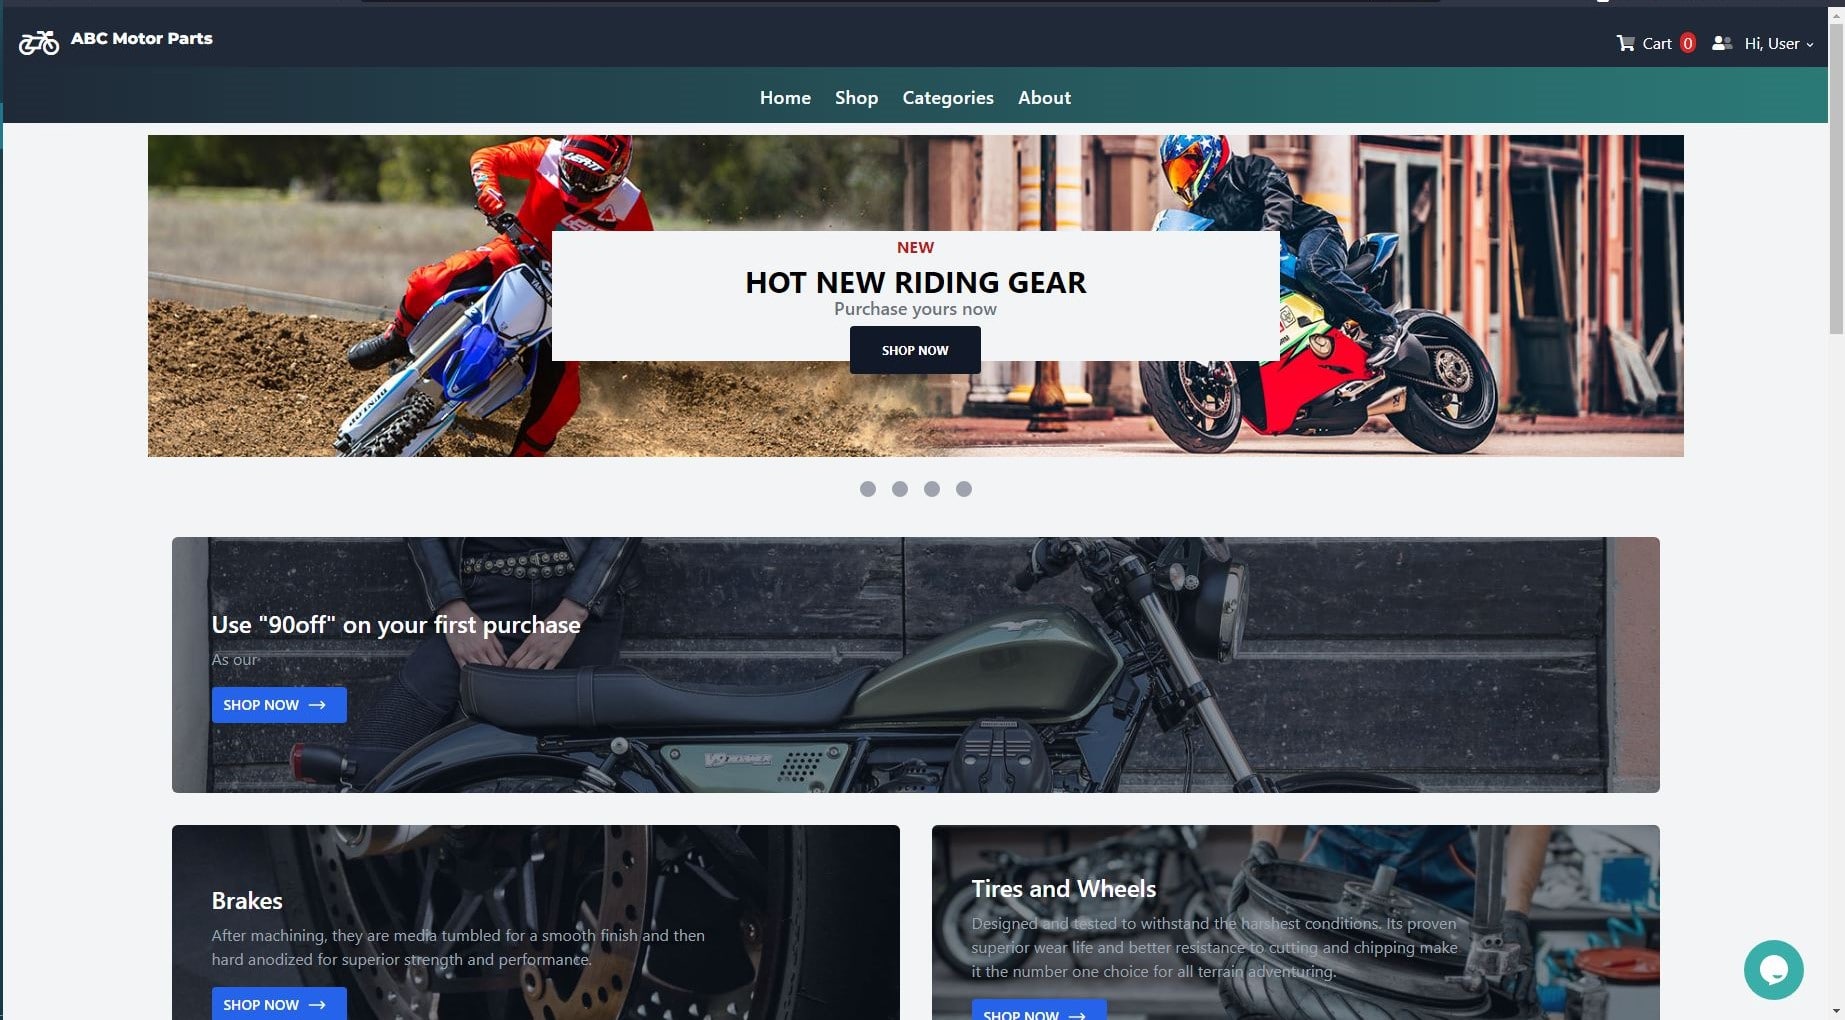 ABC Motor Parts
Cart 0
Hi, User
Home Shop Categories About
LEATT
NEW
HOT NEW RIDING GEAR
Purchase yours now
SHOP NOW
Use "90off" on your first purchase
As our
SHOP NOW
Brakes
After machining, they are media tumbled for a smooth finish and then
hard anodized for superior strength and performance.
SHOP NOW
Tires and Wheels
Designed and tested to withstand the harshest conditions. Its proven
superior wear life and better resistance to cutting and chipping make
it the number one choice for all terrain adventuring.
SHOP NOW